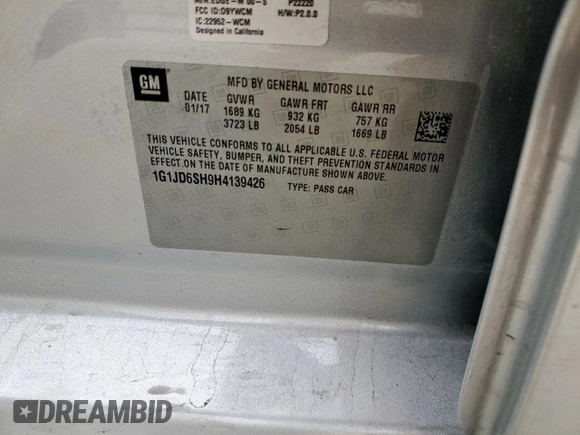 M/N:EDGE-M 00-S P22220
FCC ID:O9YWCM H/W:P2.0.0
IC:22952-WCM
Designed in California
GM
MFD BY GENERAL MOTORS LLC
DATE GVWR GAWR FRT GAWR RR
01/17 1689 KG 932 KG 757 KG
3723 LB 2054 LB 1669 LB
THIS VEHICLE CONFORMS TO ALL APPLICABLE U.S. FEDERAL MOTOR
VEHICLE SAFETY, BUMPER, AND THEFT PREVENTION STANDARDS IN
EFFECT ON THE DATE OF MANUFACTURE SHOWN ABOVE.
1G1JD6SH9H4139426 TYPE: PASS CAR
DREAMBID